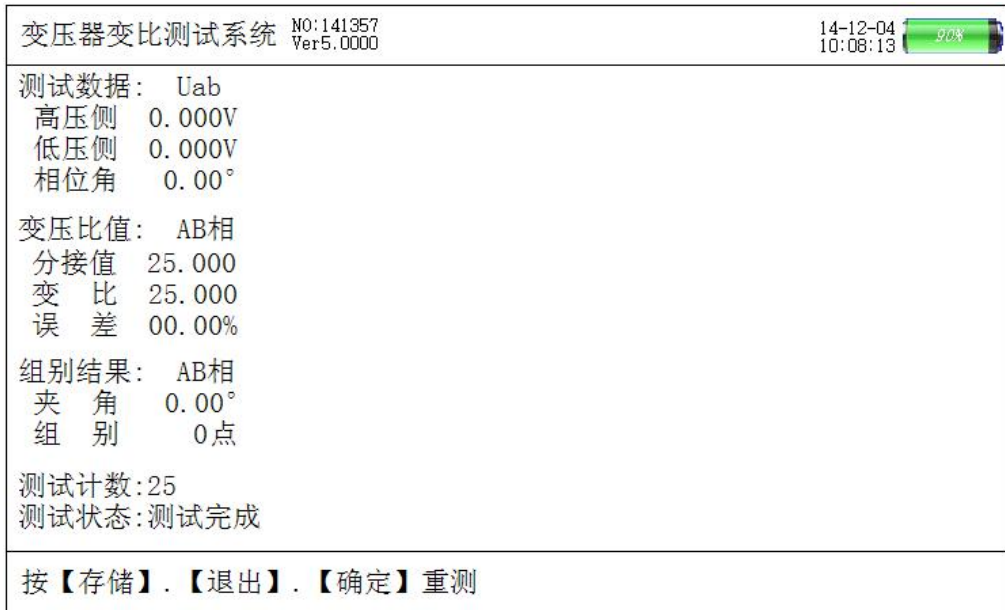 变压器变比测试系统 NO:141357 14-12-04 90%
Ver5.0000 10:08:13
测试数据: Uab
高压侧 0.000V
低压侧 0.000V
相位角 0.00°
变压比值: AB相
分接值 25.000
变 比 25.000
误 差 00.00%
组别结果: AB相
夹 角 0.00°
组 别 0点
测试计数:25
测试状态:测试完成
按【存储】.【退出】.【确定】重测